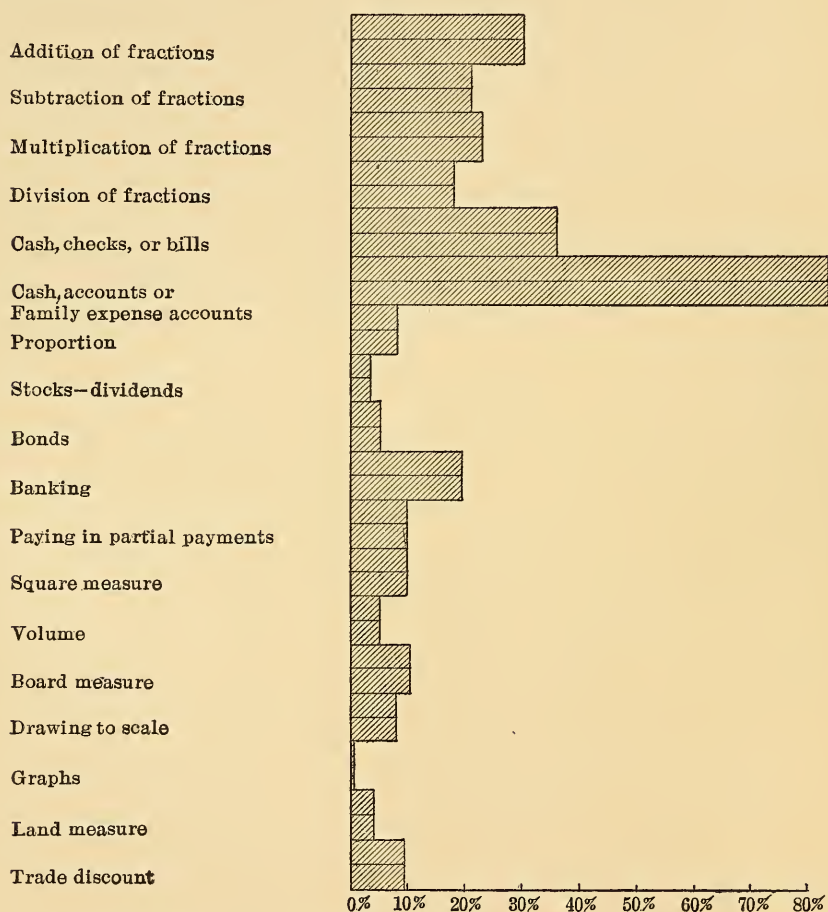 Addition of fractions
Subtraction of fractions
Multiplication of fractions
Division of fractions
Cash, checks, or bills
Cash, accounts or
Family expense accounts
Proportion
Stocks—dividends
Bonds
Banking
Paying in partial payments
Square measure
Volume
Board measure
Drawing to scale
Graphs
Land measure
Trade discount
0% 10% 20% 30% 40% 50% 60% 70% 80%